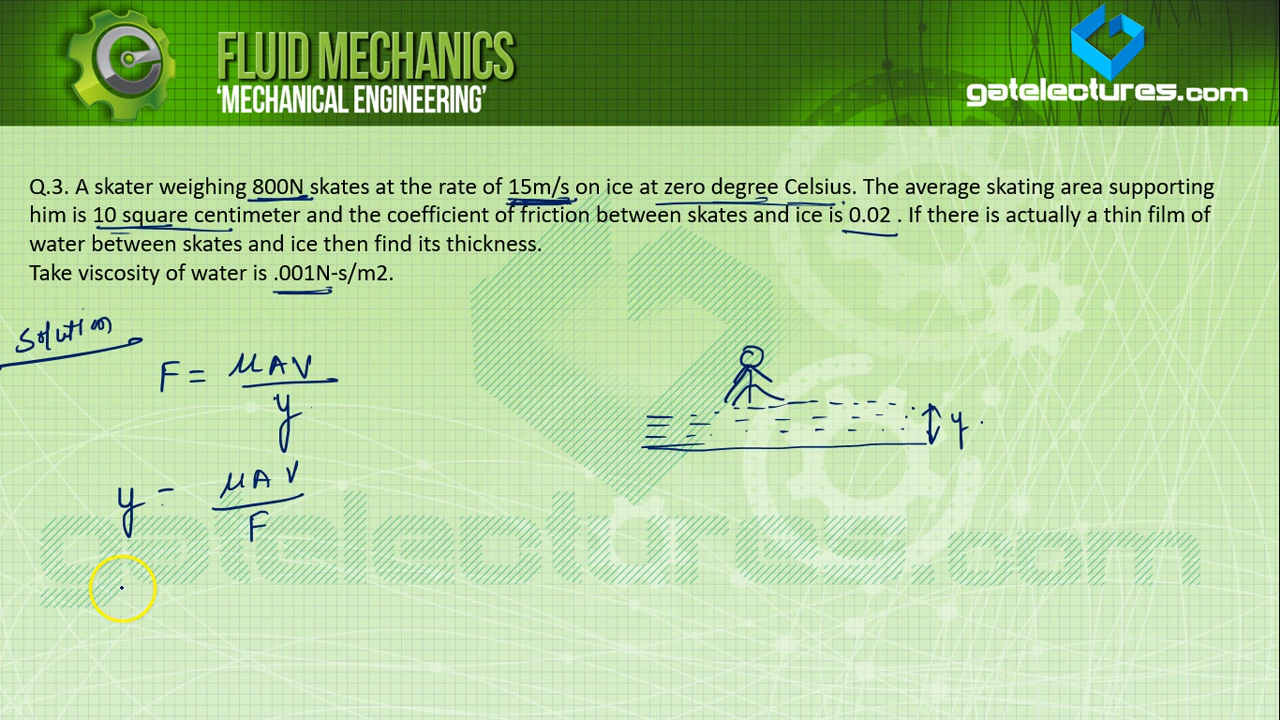 FLUID MECHANICS
'MECHANICAL ENGINEERING'
gatelectures.com
Q.3. A skater weighing 800N skates at the rate of 15m/s on ice at zero degree Celsius. The average skating area supporting
him is 10 square centimeter and the coefficient of friction between skates and ice is 0.02 . If there is actually a thin film of
water between skates and ice then find its thickness.
Take viscosity of water is .001N-s/m2.
Solution
F = μAV
y
y = μAV
F
y.
gatelectures.com